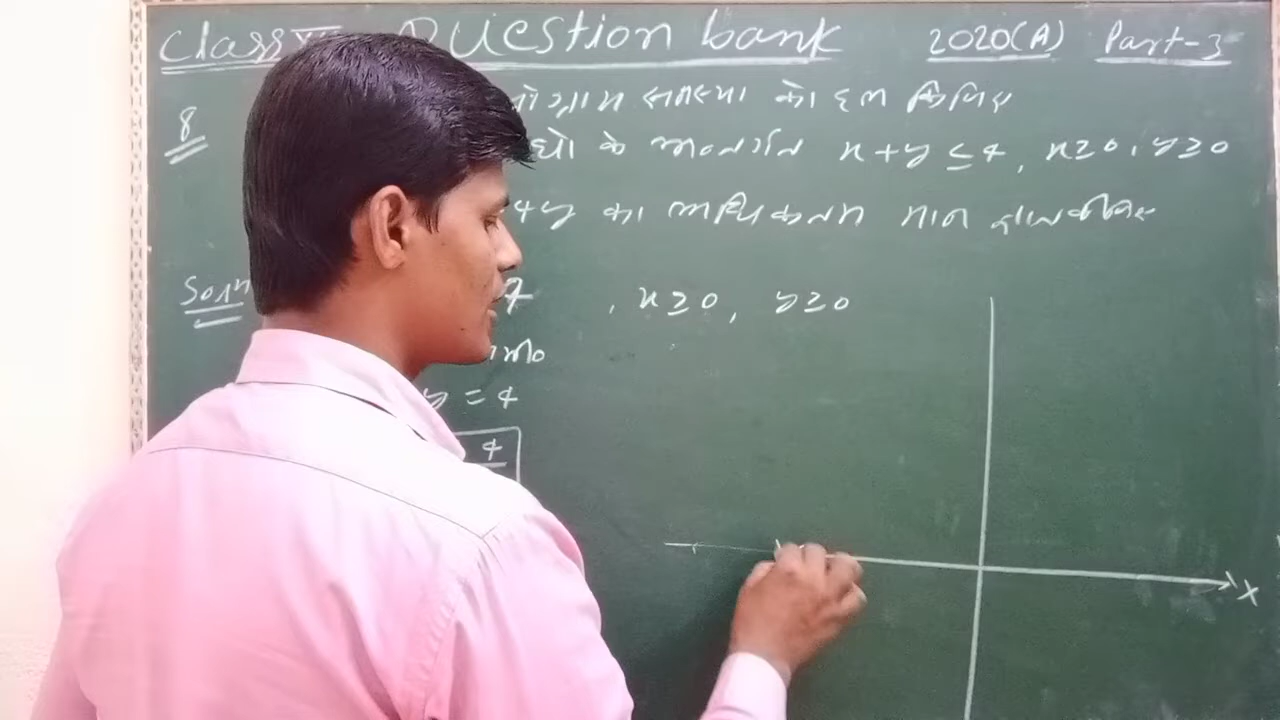 Class XII Question bank 2020(A) Part-3
8 प्रोग्राम समस्या को हल कीजिए
के अन्तर्गत x + y ≤ 4, x ≥ 0, y ≥ 0
4y का अधिकतम मान ज्ञात कीजिए
Soln , x ≥ 0, y ≥ 0
y = 4
4
X